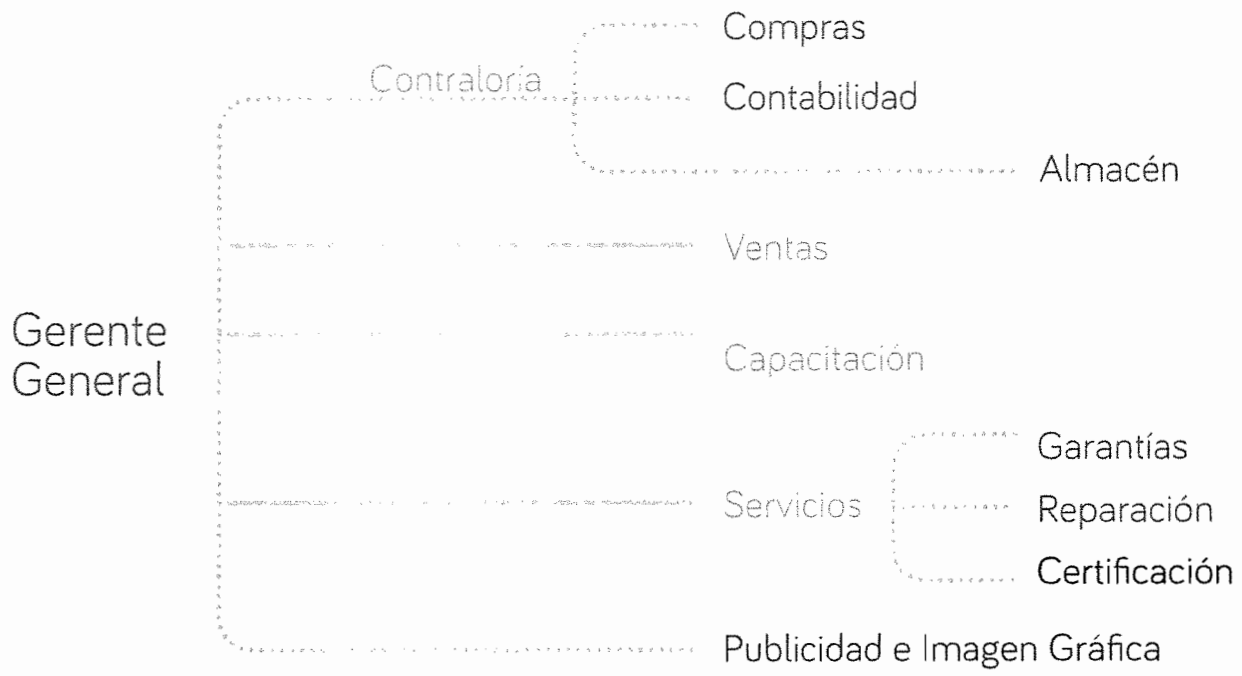 Compras
Contraloría
Contabilidad
Almacén
Ventas
Gerente
General
Capacitación
Garantías
Servicios
Reparación
Certificación
Publicidad e Imagen Gráfica